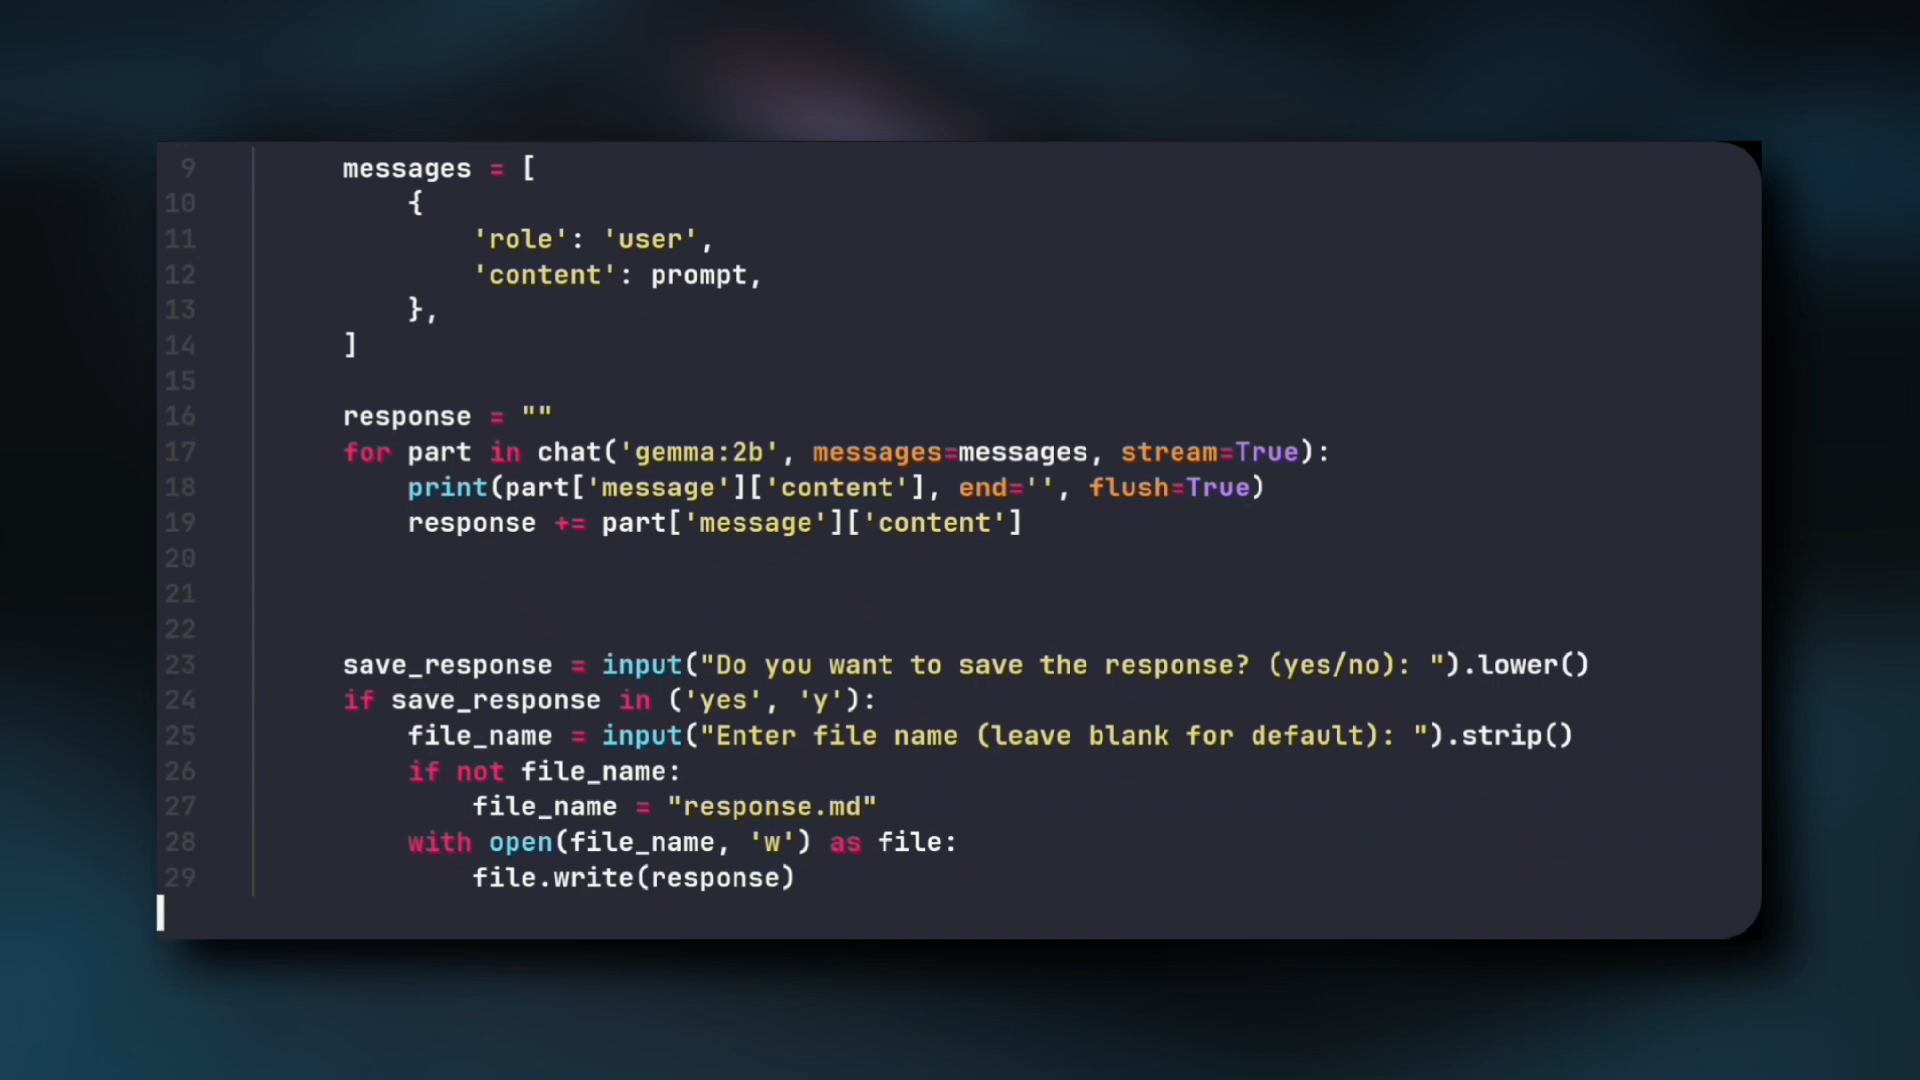 9 messages = [
10 {
11 'role': 'user',
12 'content': prompt,
13 },
14 ]
15
16 response = ""
17 for part in chat('gemma:2b', messages=messages, stream=True):
18 print(part['message']['content'], end='', flush=True)
19 response += part['message']['content']
20
21
22
23 save_response = input("Do you want to save the response? (yes/no): ").lower()
24 if save_response in ('yes', 'y'):
25 file_name = input("Enter file name (leave blank for default): ").strip()
26 if not file_name:
27 file_name = "response.md"
28 with open(file_name, 'w') as file:
29 file.write(response)